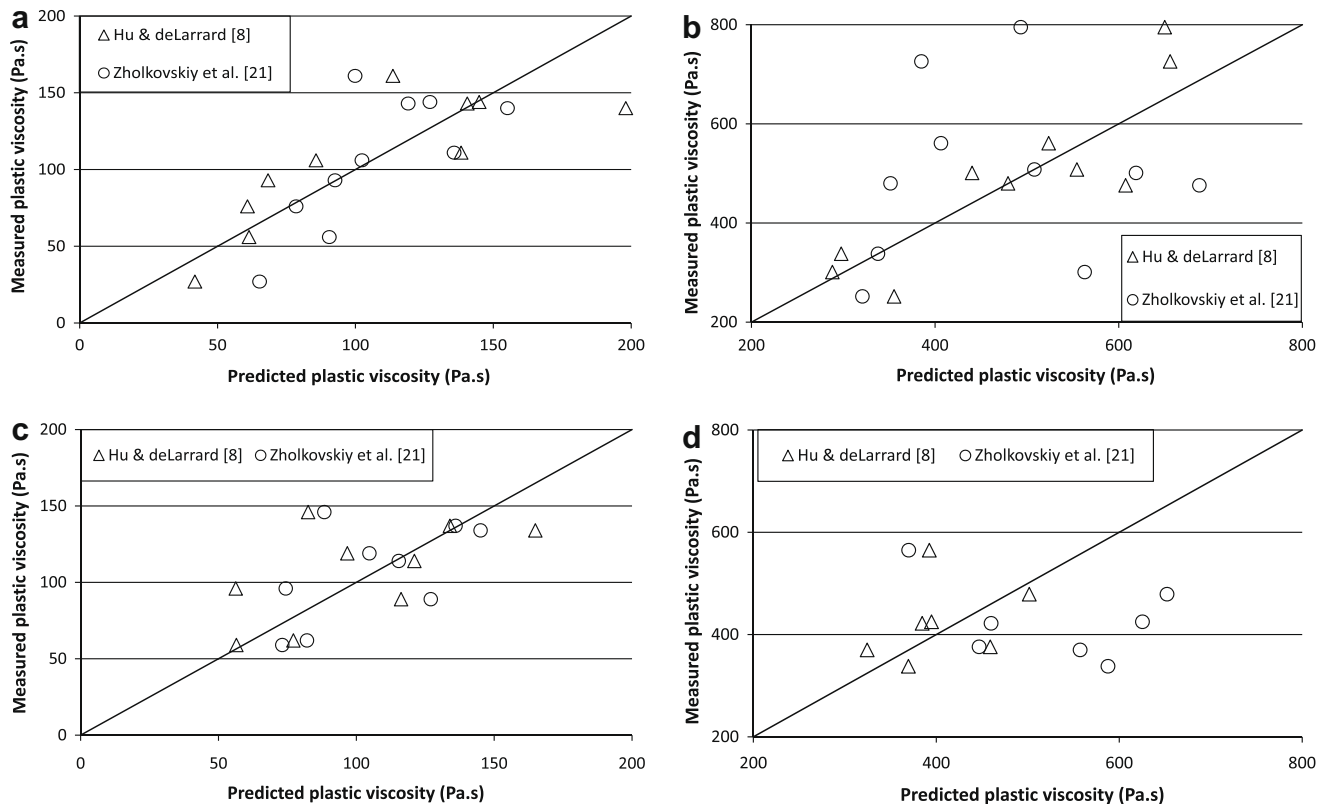 a
Measured plastic viscosity (Pa.s)
200
150
100
50
0
Hu & deLarrard [8]
Zholkovskiy et al. [21]
0 50 100 150 200
Predicted plastic viscosity (Pa.s)
b
Measured plastic viscosity (Pa.s)
800
600
400
200
Hu & deLarrard [8]
Zholkovskiy et al. [21]
200 400 600 800
Predicted plastic viscosity (Pa.s)
c
Measured plastic viscosity (Pa.s)
200
150
100
50
0
Hu & deLarrard [8] Zholkovskiy et al. [21]
0 50 100 150 200
Predicted plastic viscosity (Pa.s)
d
Measured plastic viscosity (Pa.s)
800
600
400
200
Hu & deLarrard [8] Zholkovskiy et al. [21]
200 400 600 800
Predicted plastic viscosity (Pa.s)